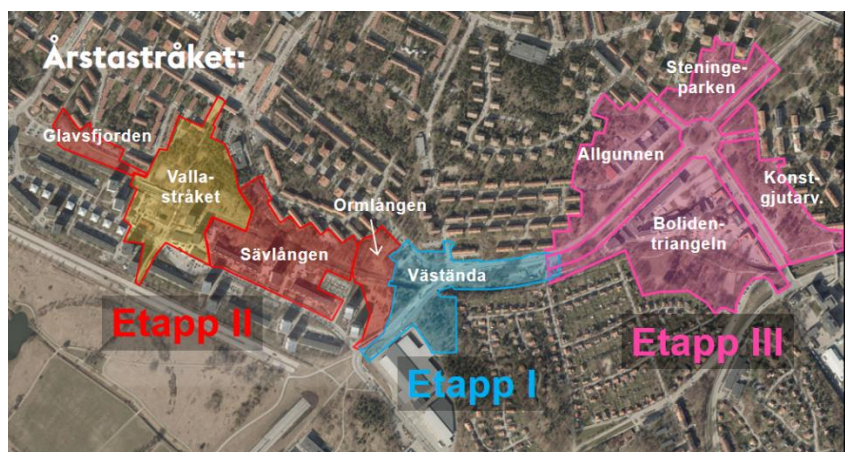 Årstastråket:
Steninge-
parken
Glavsfjorden
Allgunnen
Valla-
stråket
Konst-
gjutarv.
Ormlången
Boliden-
triangeln
Sävlången
Västända
Etapp II
Etapp III
Etapp I